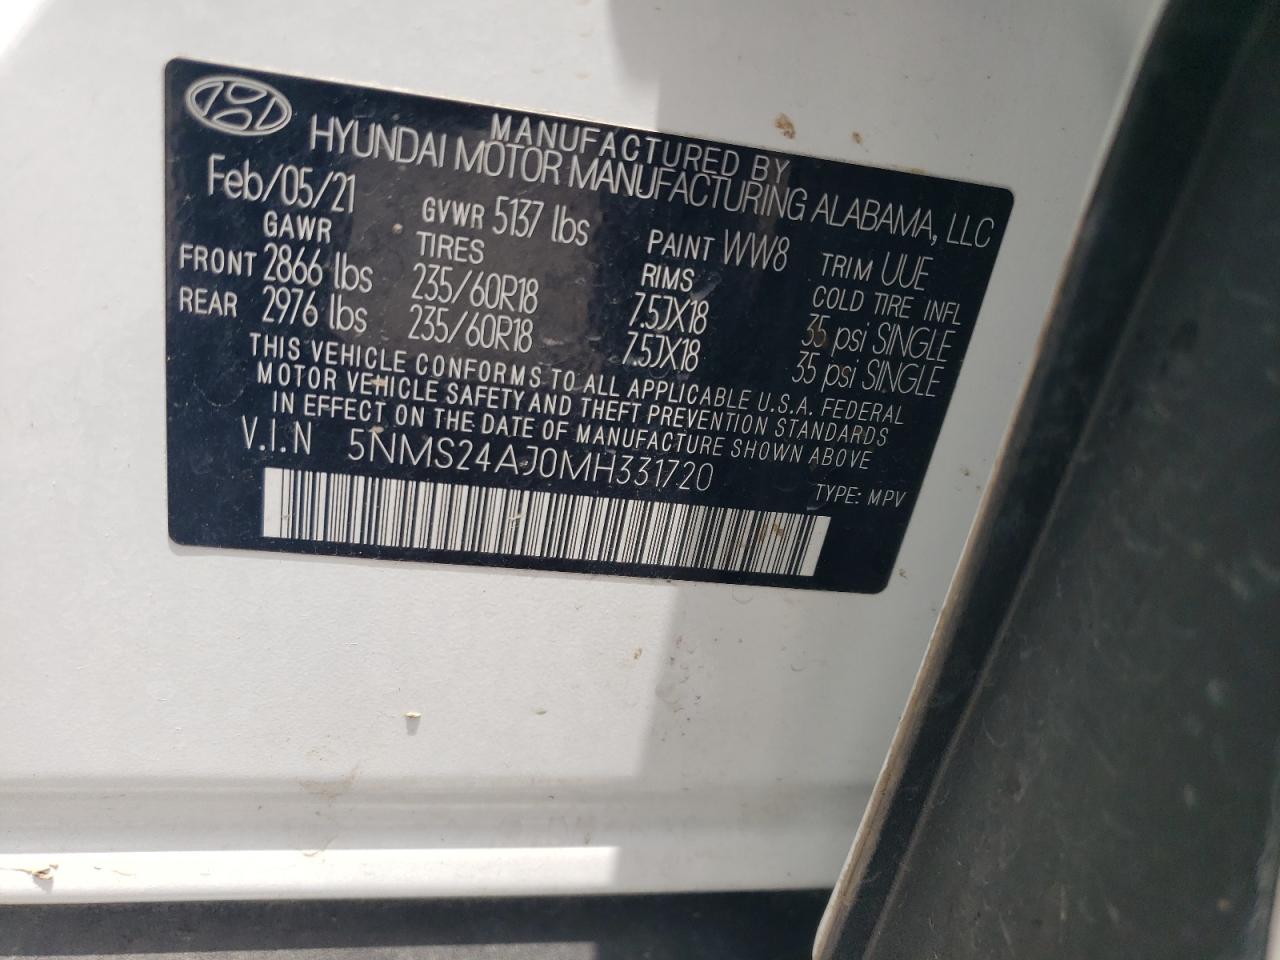 MANUFACTURED BY
HYUNDAI MOTOR MANUFACTURING ALABAMA, LLC
Feb/05/21 GVWR 5137 lbs PAINT WW8 TRIM UUE
GAWR TIRES RIMS COLD TIRE INFL
FRONT 2866 lbs 235/60R18 7.5JX18 35 psi SINGLE
REAR 2976 lbs 235/60R18 7.5JX18 35 psi SINGLE
THIS VEHICLE CONFORMS TO ALL APPLICABLE U.S.A. FEDERAL
MOTOR VEHICLE SAFETY AND THEFT PREVENTION STANDARDS
IN EFFECT ON THE DATE OF MANUFACTURE SHOWN ABOVE
V.I.N 5NMS24AJ0MH331720
TYPE: MPV